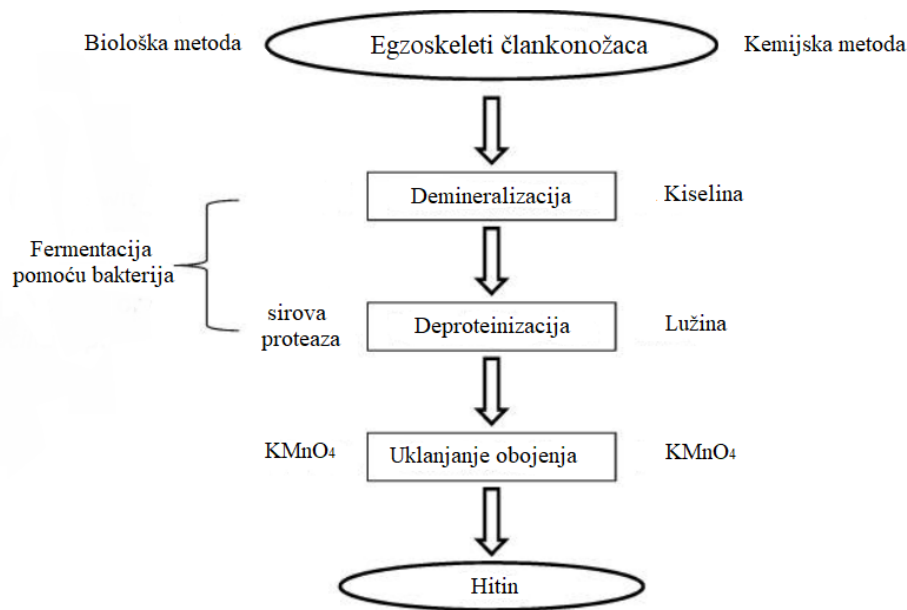 Biološka metoda
Egzoskeleti člankonožaca
Kemijska metoda
Demineralizacija
Kiselina
Fermentacija
pomoću bakterija
sirova
proteaza
Deproteinizacija
Lužina
KMnO4
Uklanjanje obojenja
KMnO4
Hitin